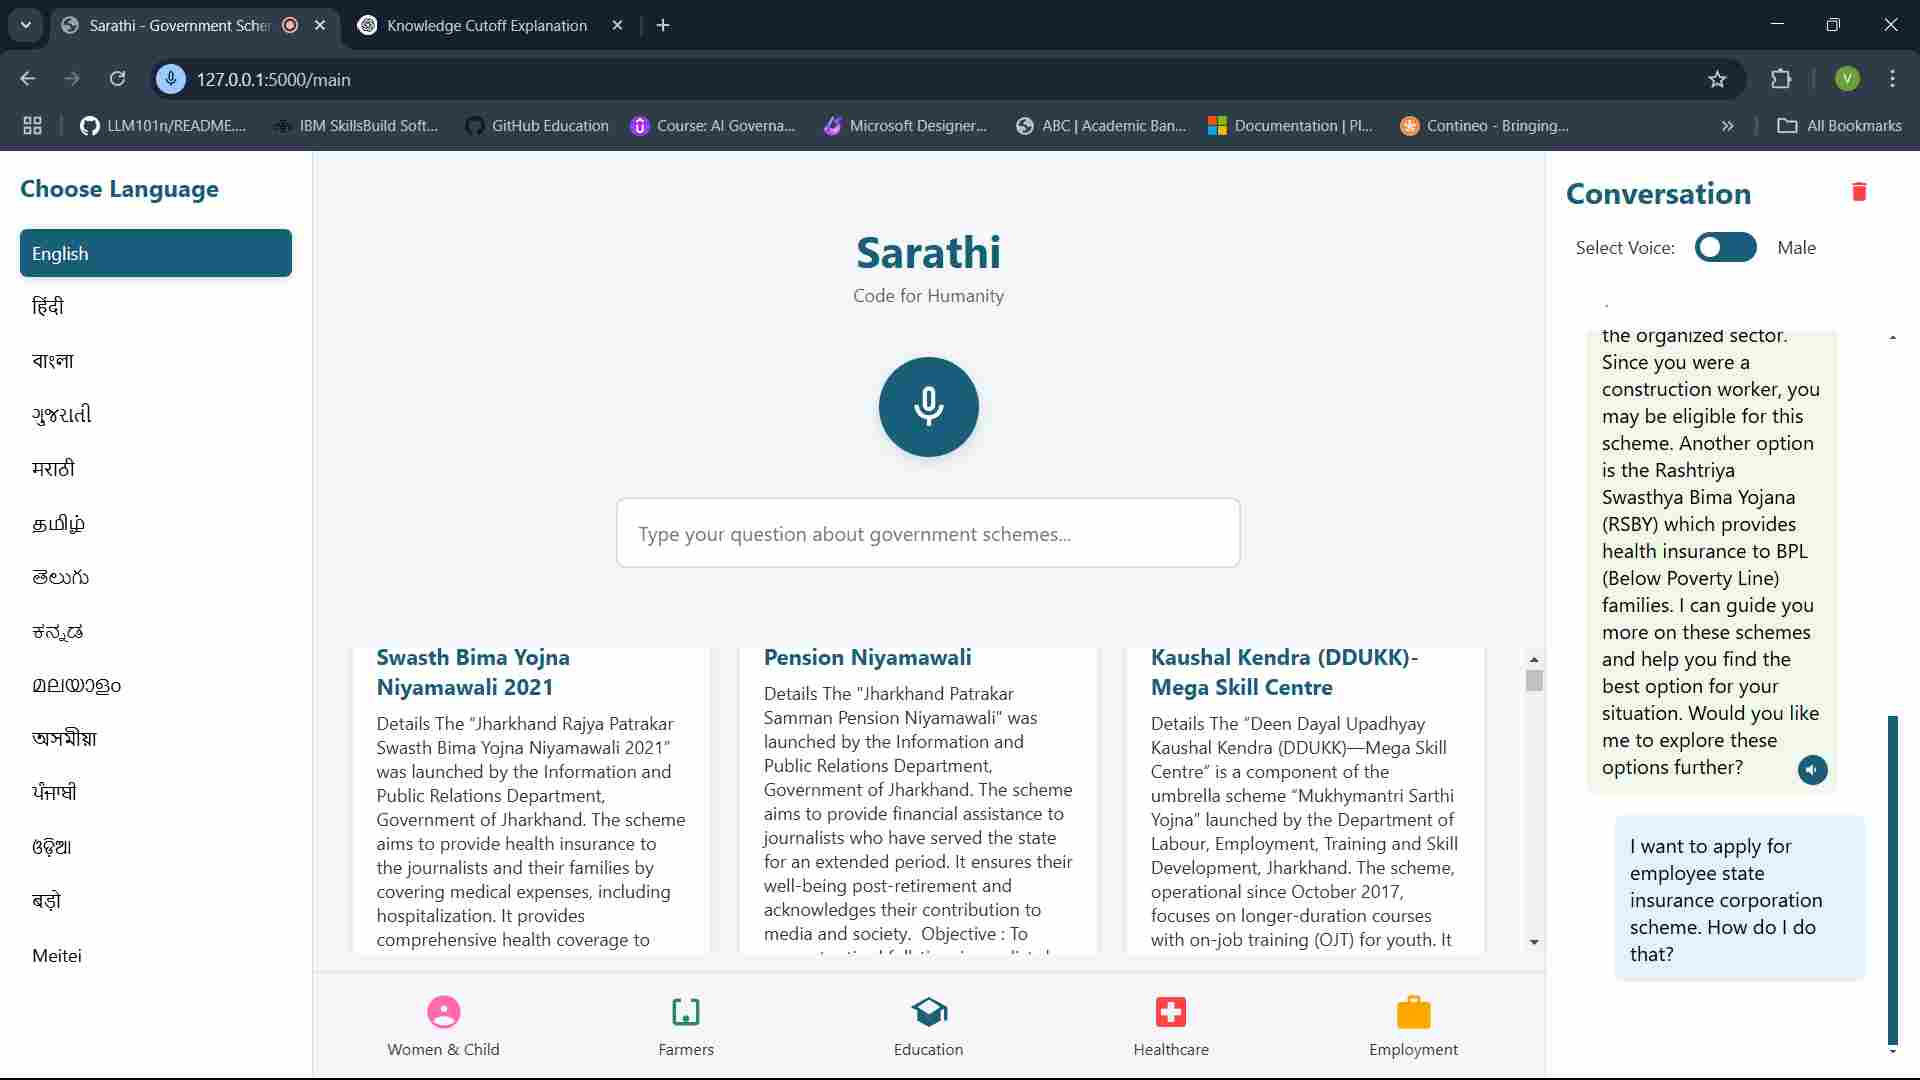 Sarathi - Government Sche
Knowledge Cutoff Explanation
127.0.0.1:5000/main
V
LLM101n/README....
IBM SkillsBuild Soft...
GitHub Education
Course: AI Governa...
Microsoft Designer...
ABC | Academic Ban...
Documentation | Pl...
Contineo - Bringing...
All Bookmarks
Choose Language
English
हिंदी
বাংলা
ગુજરાતી
मराठी
தமிழ்
తెలుగు
ಕನ್ನಡ
മലയാളം
অসমীয়া
ਪੰਜਾਬੀ
ଓଡ଼ିଆ
बड़ो
Meitei
Sarathi
Code for Humanity
Type your question about government schemes...
Swasth Bima Yojna
Niyamawali 2021
Details The "Jharkhand Rajya Patrakar
Swasth Bima Yojna Niyamawali 2021"
was launched by the Information and
Public Relations Department,
Government of Jharkhand. The scheme
aims to provide health insurance to
the journalists and their families by
covering medical expenses, including
hospitalization. It provides
comprehensive health coverage to
Pension Niyamawali
Details The "Jharkhand Patrakar
Samman Pension Niyamawali" was
launched by the Information and
Public Relations Department,
Government of Jharkhand. The scheme
aims to provide financial assistance to
journalists who have served the state
for an extended period. It ensures their
well-being post-retirement and
acknowledges their contribution to
media and society. Objective : To
Kaushal Kendra (DDUKK)-
Mega Skill Centre
Details The "Deen Dayal Upadhyay
Kaushal Kendra (DDUKK)—Mega Skill
Centre" is a component of the
umbrella scheme "Mukhymantri Sarthi
Yojna" launched by the Department of
Labour, Employment, Training and Skill
Development, Jharkhand. The scheme,
operational since October 2017,
focuses on longer-duration courses
with on-job training (OJT) for youth. It
Women & Child
Farmers
Education
Healthcare
Employment
Conversation
Select Voice:
Male
the organized sector.
Since you were a
construction worker, you
may be eligible for this
scheme. Another option
is the Rashtriya
Swasthya Bima Yojana
(RSBY) which provides
health insurance to BPL
(Below Poverty Line)
families. I can guide you
more on these schemes
and help you find the
best option for your
situation. Would you like
me to explore these
options further?
I want to apply for
employee state
insurance corporation
scheme. How do I do
that?